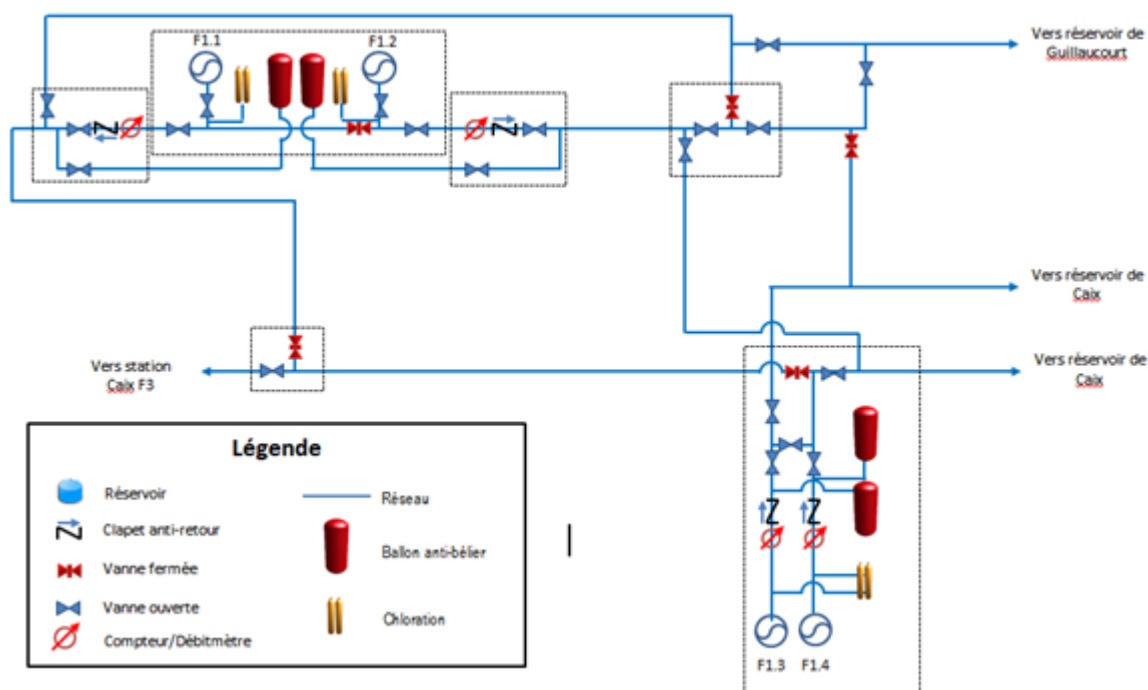 F1.1
F1.2
Vers réservoir de
Guillaucourt
Vers réservoir de
Caix
Vers station
Caix F3
Vers réservoir de
Caix
Légende
Réservoir
Réseau
Clapet anti-retour
Ballon anti-bélier
Vanne fermée
Vanne ouverte
Chloration
Compteur/Débitmètre
F1.3
F1.4